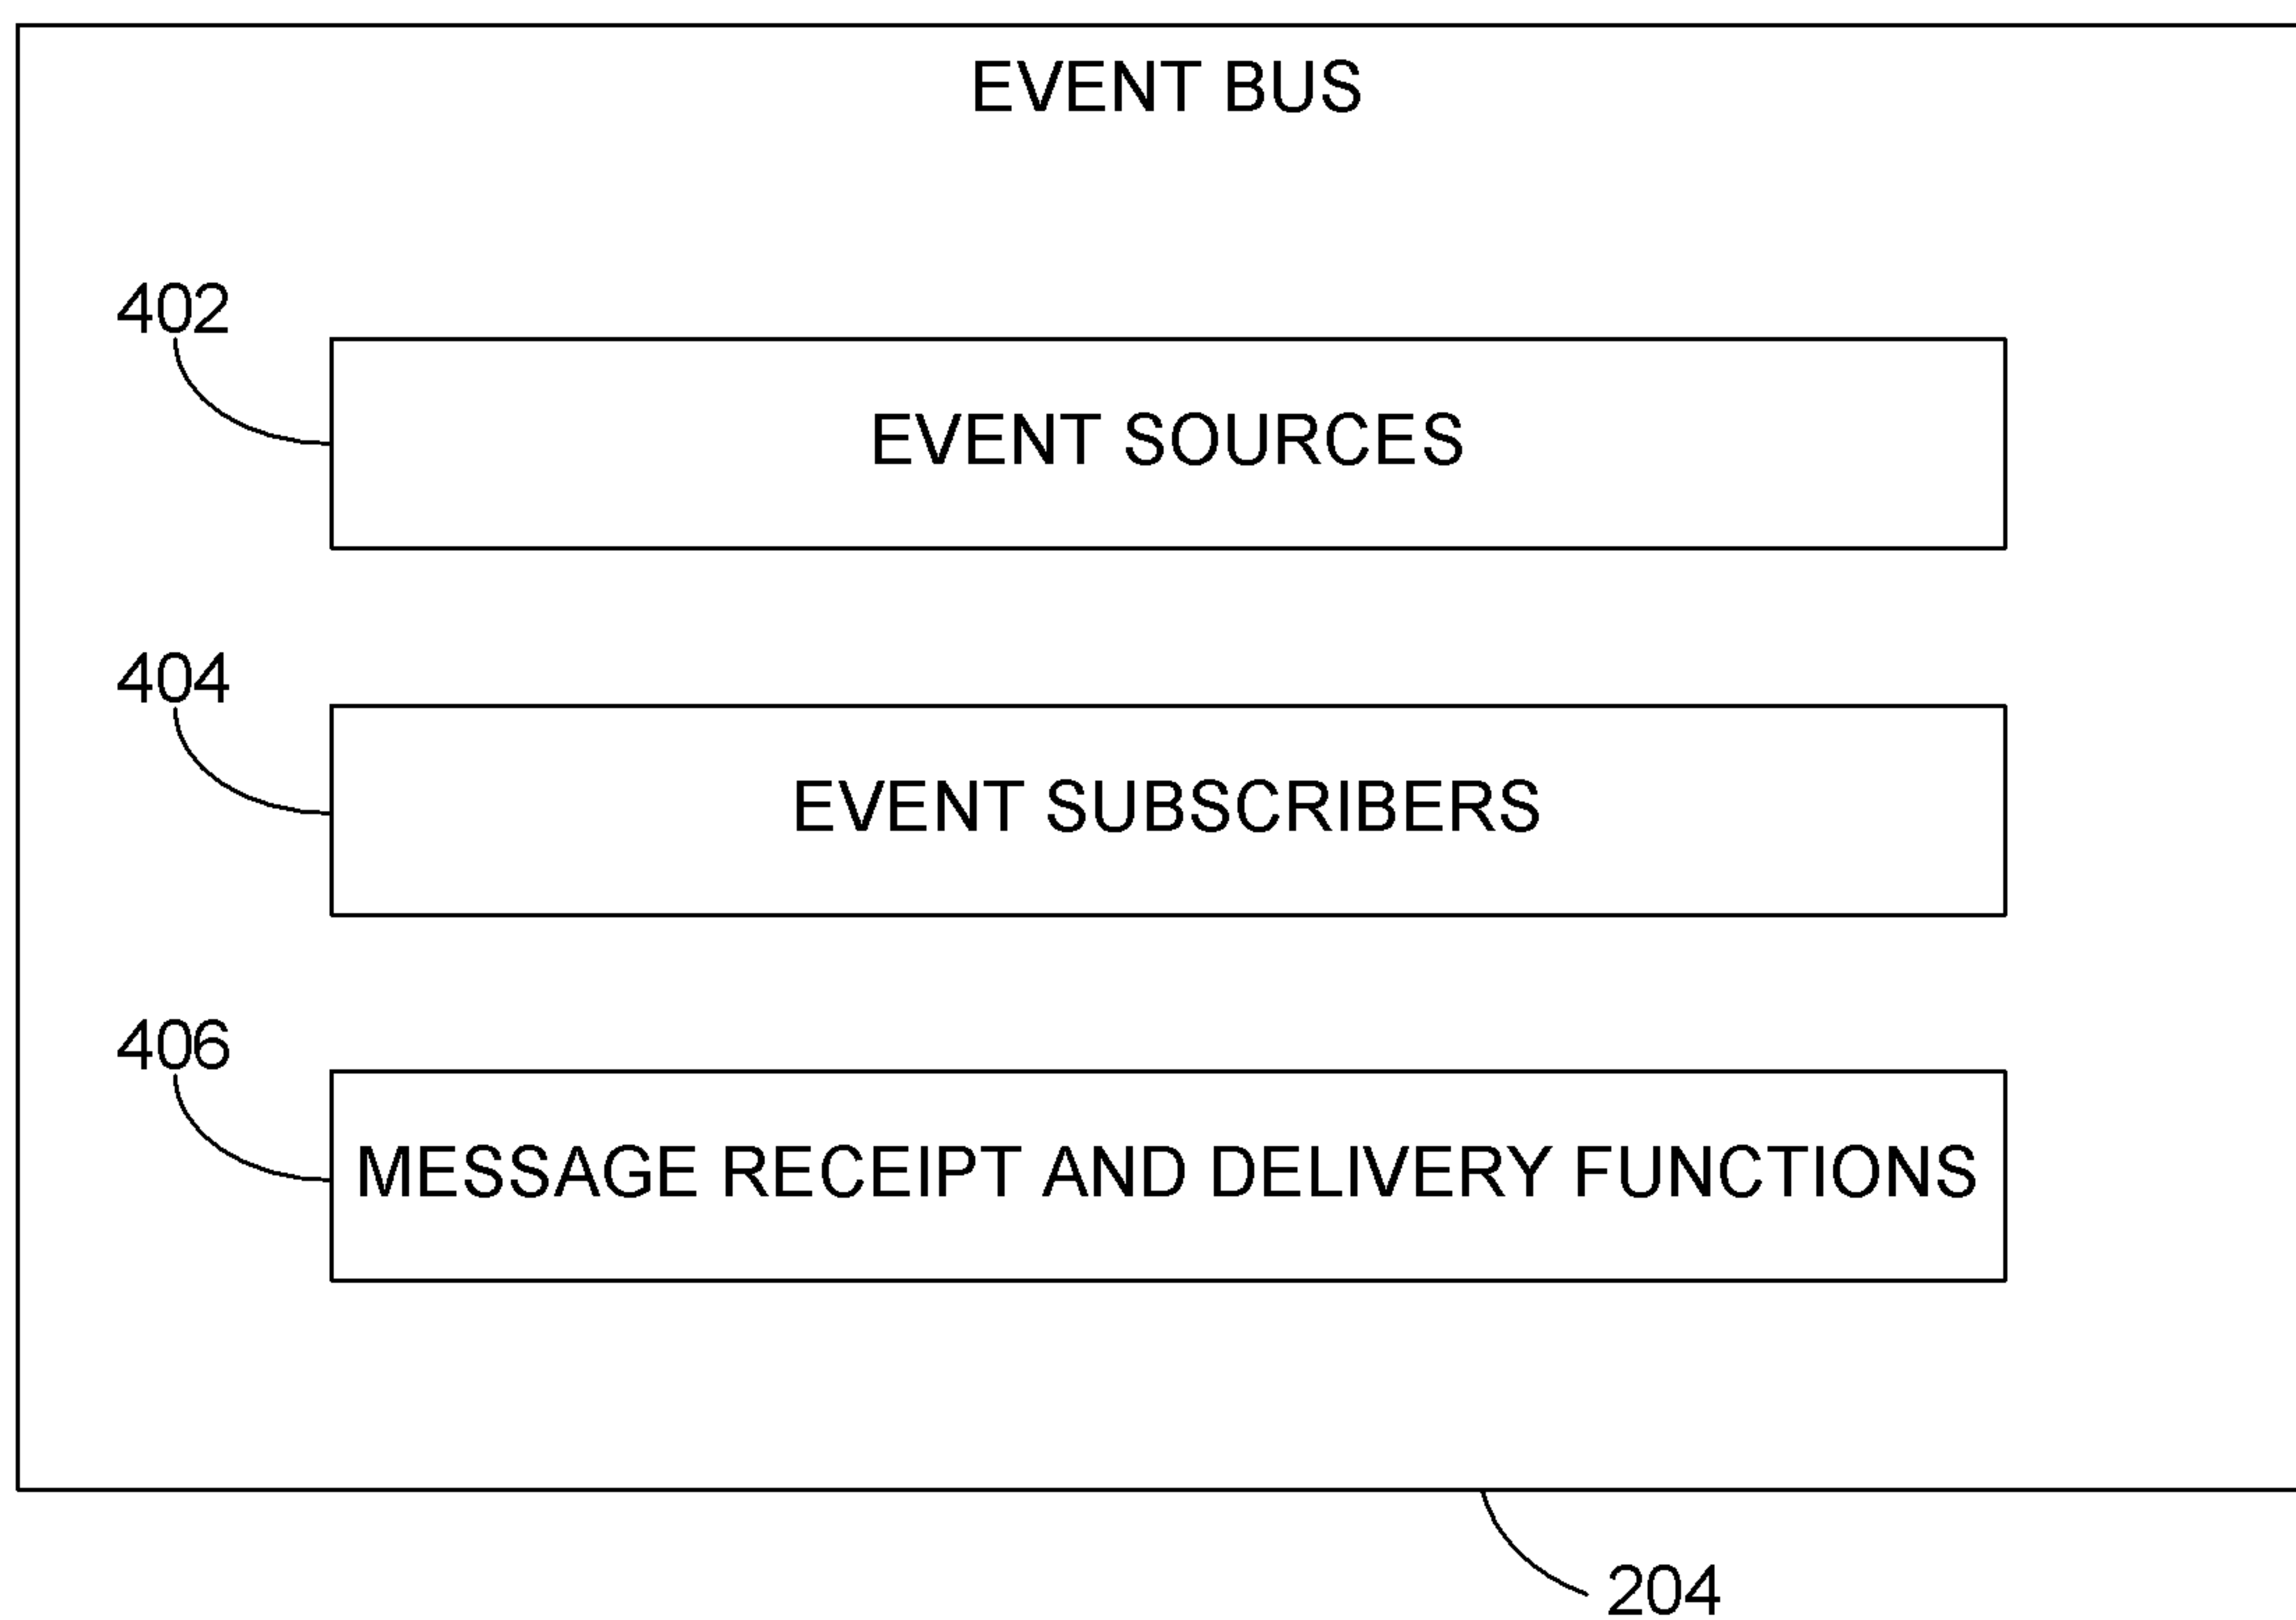 EVENT BUS
402
EVENT SOURCES
404
EVENT SUBSCRIBERS
406
MESSAGE RECEIPT AND DELIVERY FUNCTIONS
204